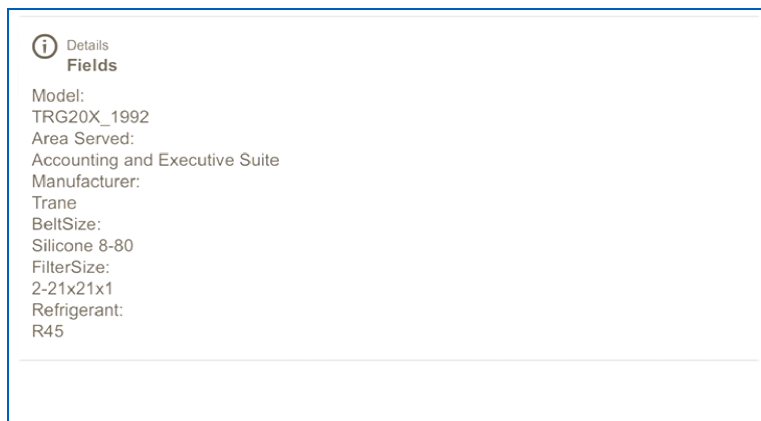 Details
Fields
Model:
TRG20X_1992
Area Served:
Accounting and Executive Suite
Manufacturer:
Trane
BeltSize:
Silicone 8-80
FilterSize:
2-21x21x1
Refrigerant:
R45